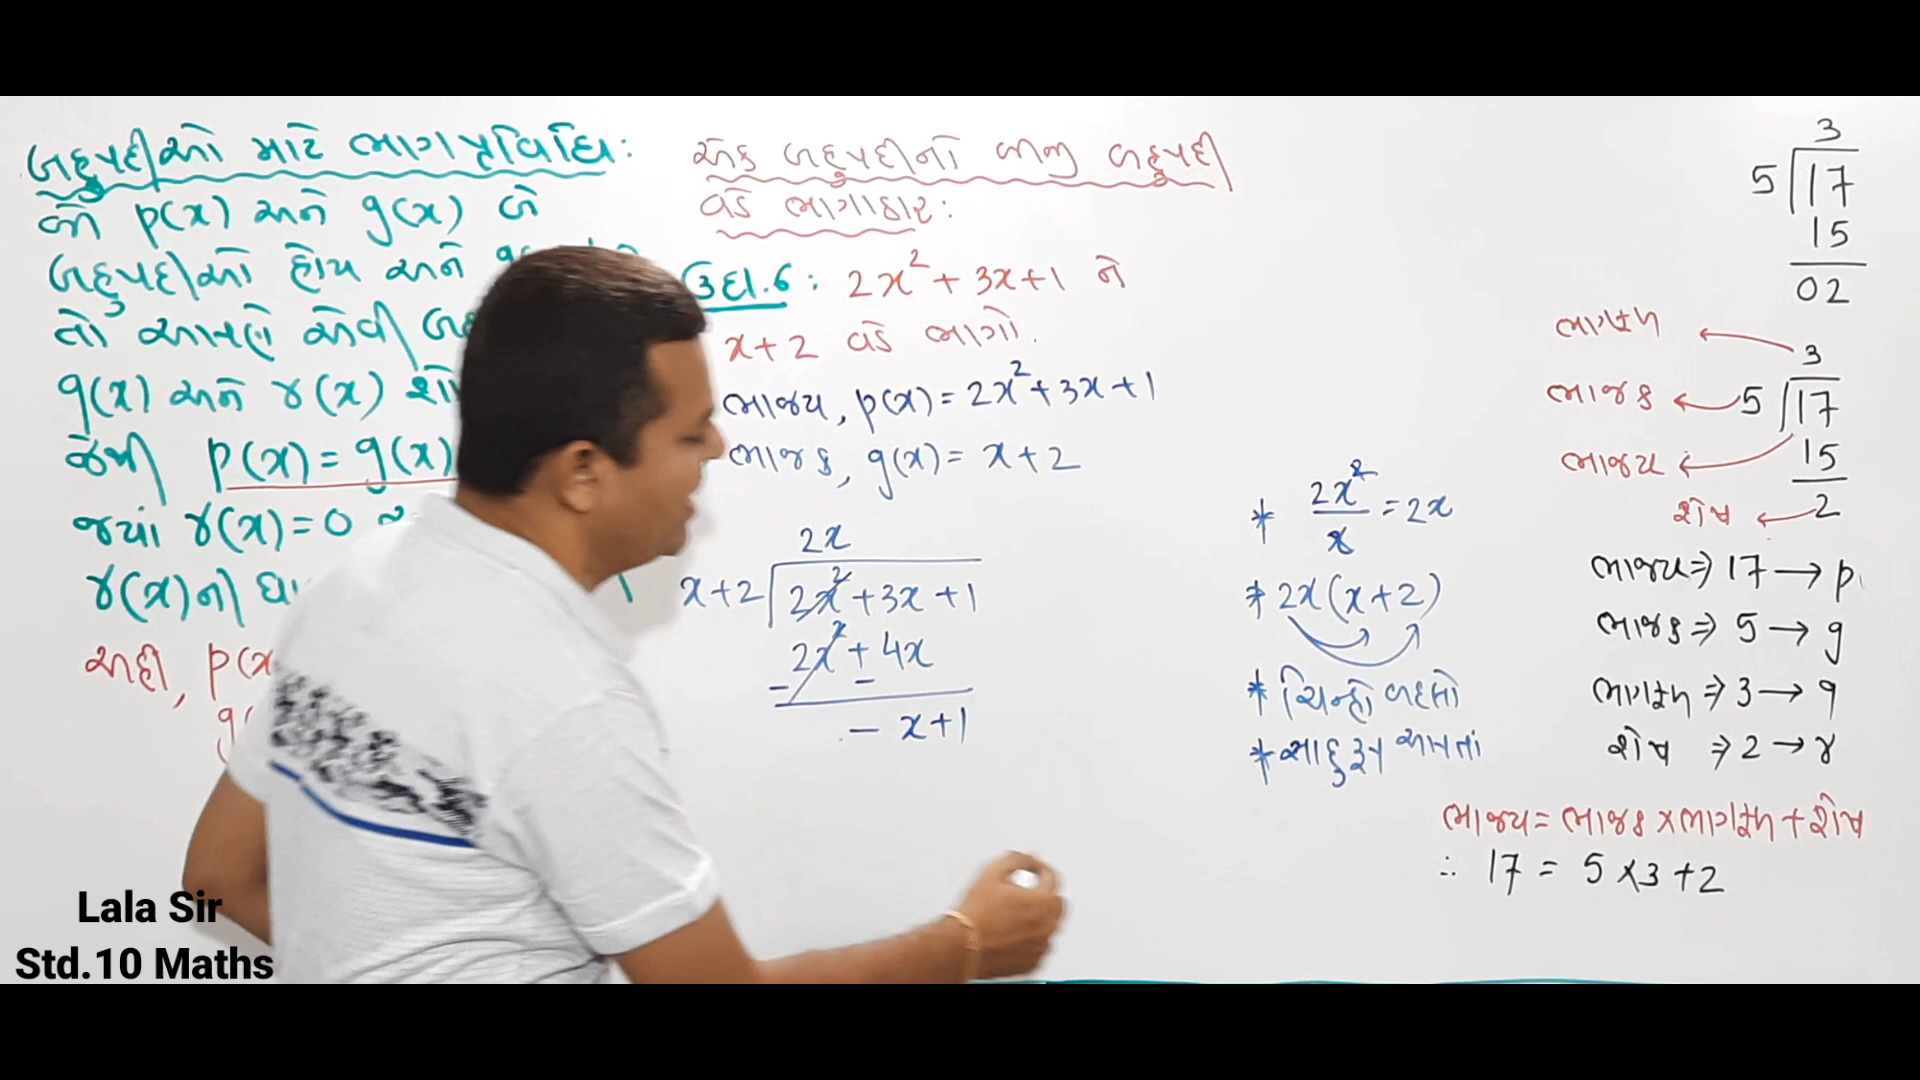 બહુપદીઓ માટે ભાગપ્રવિધિ:
જો p(x) અને g(x) બે
બહુપદીઓ હોય અને
તો આપણે એવી
q(x) અને r(x)
જેથી p(x) = g(x)
જ્યાં r(x) = 0
r(x)ની
અહીં, p(x
g(
એક બહુપદીનો બીજી બહુપદી
વડે ભાગાકાર:
ઉદા.6: 2x² + 3x + 1 ને
x + 2 વડે ભાગો.
ભાજ્ય, p(x) = 2x² + 3x + 1
ભાજક, g(x) = x + 2
2x
x + 2 2x² + 3x + 1
2x² + 4x
− −
− x + 1
* 2x²/x = 2x
* 2x(x + 2)
* ચિન્હો બદલો
* સાદુંરૂપ આપતાં
3
5 17
15
02
ભાગફળ
3
ભાજક ← 5 17
ભાજ્ય ← 15
શેષ ← 2
ભાજ્ય ⇒ 17 → p
ભાજક ⇒ 5 → g
ભાગફળ ⇒ 3 → q
શેષ ⇒ 2 → r
ભાજ્ય = ભાજક × ભાગફળ + શેષ
∴ 17 = 5 × 3 + 2
Lala Sir
Std.10 Maths